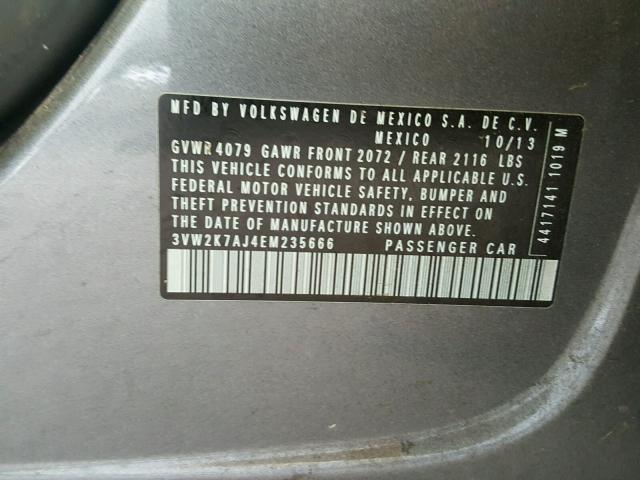 MFD BY VOLKSWAGEN DE MEXICO S.A. DE C.V.
MEXICO 10/13
GVWR 4079 GAWR FRONT 2072 / REAR 2116 LBS
THIS VEHICLE CONFORMS TO ALL APPLICABLE U.S.
FEDERAL MOTOR VEHICLE SAFETY, BUMPER AND
THEFT PREVENTION STANDARDS IN EFFECT ON
THE DATE OF MANUFACTURE SHOWN ABOVE.
3VW2K7AJ4EM235666 PASSENGER CAR
4417141 1019 M